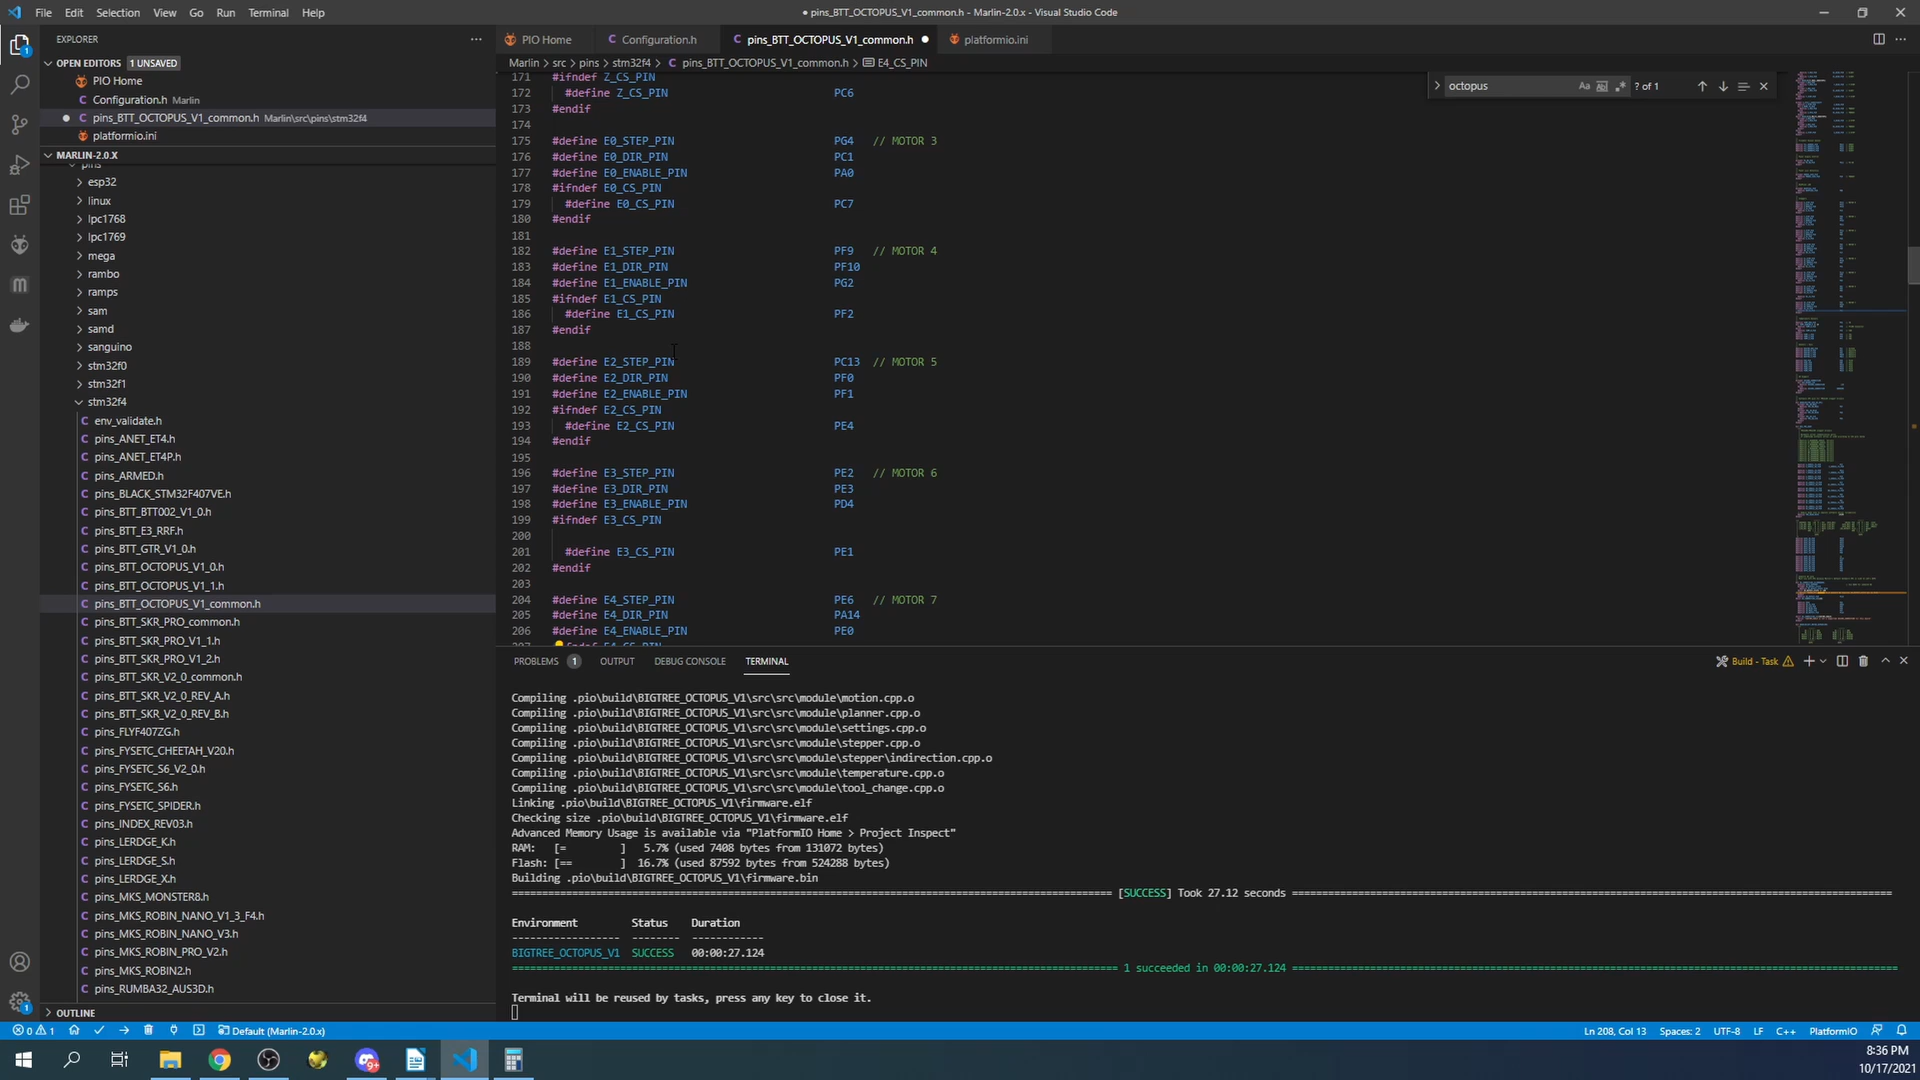 File Edit Selection View Go Run Terminal Help
● pins_BTT_OCTOPUS_V1_common.h - Marlin-2.0.x - Visual Studio Code
EXPLORER
OPEN EDITORS 1 UNSAVED
PIO Home
C Configuration.h Marlin
pins_BTT_OCTOPUS_V1_common.h Marlin\src\pins\stm32f4
platformio.ini
MARLIN-2.0.X
pins
esp32
linux
lpc1768
lpc1769
mega
rambo
ramps
sam
samd
sanguino
stm32f0
stm32f1
stm32f4
C env_validate.h
C pins_ANET_ET4.h
C pins_ANET_ET4P.h
C pins_ARMED.h
C pins_BLACK_STM32F407VE.h
C pins_BTT_BTT002_V1_0.h
C pins_BTT_E3_RRF.h
C pins_BTT_GTR_V1_0.h
C pins_BTT_OCTOPUS_V1_0.h
C pins_BTT_OCTOPUS_V1_1.h
C pins_BTT_OCTOPUS_V1_common.h
C pins_BTT_SKR_PRO_common.h
C pins_BTT_SKR_PRO_V1_1.h
C pins_BTT_SKR_PRO_V1_2.h
C pins_BTT_SKR_V2_0_common.h
C pins_BTT_SKR_V2_0_REV_A.h
C pins_BTT_SKR_V2_0_REV_B.h
C pins_FLYF407ZG.h
C pins_FYSETC_CHEETAH_V20.h
C pins_FYSETC_S6_V2_0.h
C pins_FYSETC_S6.h
C pins_FYSETC_SPIDER.h
C pins_INDEX_REV03.h
C pins_LERDGE_K.h
C pins_LERDGE_S.h
C pins_LERDGE_X.h
C pins_MKS_MONSTER8.h
C pins_MKS_ROBIN_NANO_V1_3_F4.h
C pins_MKS_ROBIN_NANO_V3.h
C pins_MKS_ROBIN_PRO_V2.h
C pins_MKS_ROBIN2.h
C pins_RUMBA32_AUS3D.h
OUTLINE
PIO Home C Configuration.h C pins_BTT_OCTOPUS_V1_common.h ● platformio.ini
Marlin > src > pins > stm32f4 > C pins_BTT_OCTOPUS_V1_common.h > E4_CS_PIN
octopus Aa ? of 1
171 #ifndef Z_CS_PIN
172 #define Z_CS_PIN PC6
173 #endif
174
175 #define E0_STEP_PIN PG4 // MOTOR 3
176 #define E0_DIR_PIN PC1
177 #define E0_ENABLE_PIN PA0
178 #ifndef E0_CS_PIN
179 #define E0_CS_PIN PC7
180 #endif
181
182 #define E1_STEP_PIN PF9 // MOTOR 4
183 #define E1_DIR_PIN PF10
184 #define E1_ENABLE_PIN PG2
185 #ifndef E1_CS_PIN
186 #define E1_CS_PIN PF2
187 #endif
188
189 #define E2_STEP_PIN PC13 // MOTOR 5
190 #define E2_DIR_PIN PF0
191 #define E2_ENABLE_PIN PF1
192 #ifndef E2_CS_PIN
193 #define E2_CS_PIN PE4
194 #endif
195
196 #define E3_STEP_PIN PE2 // MOTOR 6
197 #define E3_DIR_PIN PE3
198 #define E3_ENABLE_PIN PD4
199 #ifndef E3_CS_PIN
200
201 #define E3_CS_PIN PE1
202 #endif
203
204 #define E4_STEP_PIN PE6 // MOTOR 7
205 #define E4_DIR_PIN PA14
206 #define E4_ENABLE_PIN PE0
PROBLEMS 1 OUTPUT DEBUG CONSOLE TERMINAL
Build - Task
Compiling .pio\build\BIGTREE_OCTOPUS_V1\src\src\module\motion.cpp.o
Compiling .pio\build\BIGTREE_OCTOPUS_V1\src\src\module\planner.cpp.o
Compiling .pio\build\BIGTREE_OCTOPUS_V1\src\src\module\settings.cpp.o
Compiling .pio\build\BIGTREE_OCTOPUS_V1\src\src\module\stepper.cpp.o
Compiling .pio\build\BIGTREE_OCTOPUS_V1\src\src\module\stepper\indirection.cpp.o
Compiling .pio\build\BIGTREE_OCTOPUS_V1\src\src\module\temperature.cpp.o
Compiling .pio\build\BIGTREE_OCTOPUS_V1\src\src\module\tool_change.cpp.o
Linking .pio\build\BIGTREE_OCTOPUS_V1\firmware.elf
Checking size .pio\build\BIGTREE_OCTOPUS_V1\firmware.elf
Advanced Memory Usage is available via "PlatformIO Home > Project Inspect"
RAM: [= ] 5.7% (used 7408 bytes from 131072 bytes)
Flash: [== ] 16.7% (used 87592 bytes from 524288 bytes)
Building .pio\build\BIGTREE_OCTOPUS_V1\firmware.bin
[SUCCESS] Took 27.12 seconds
Environment Status Duration
BIGTREE_OCTOPUS_V1 SUCCESS 00:00:27.124
1 succeeded in 00:00:27.124
Terminal will be reused by tasks, press any key to close it.
0 1 Default (Marlin-2.0.x)
Ln 208, Col 13 Spaces: 2 UTF-8 LF C++ PlatformIO
8:36 PM
10/17/2021